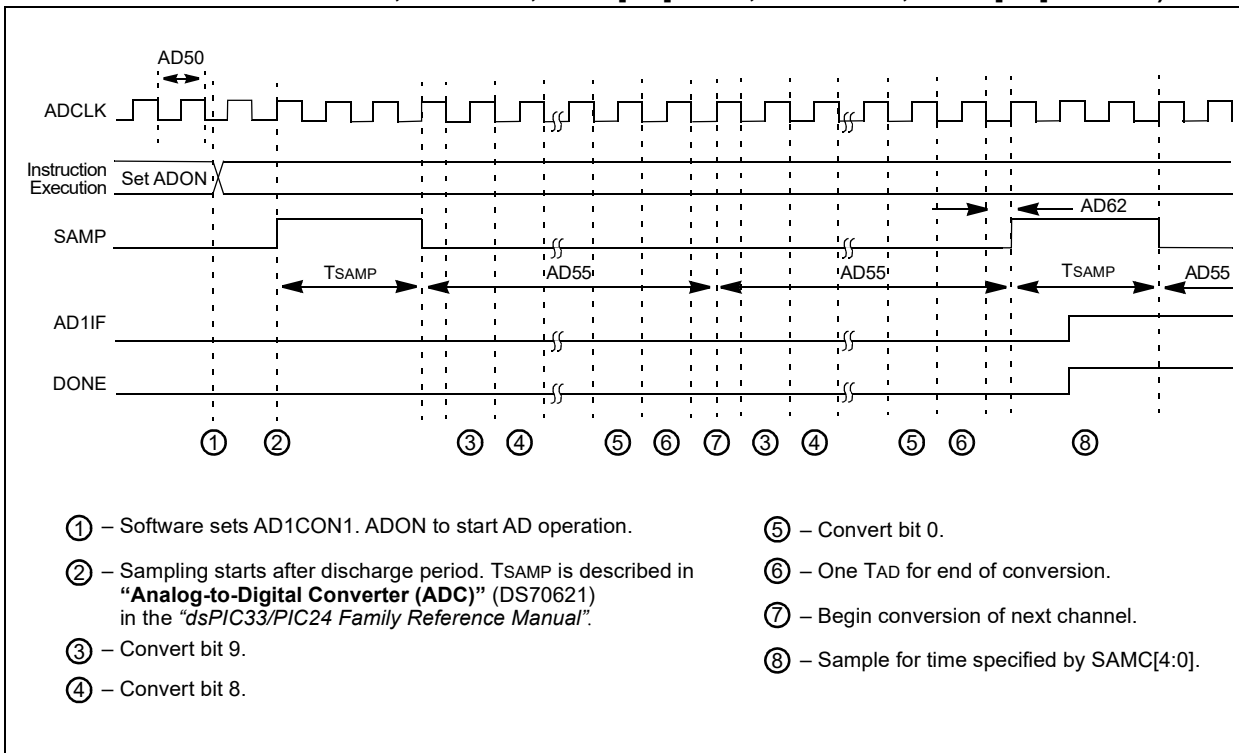 AD50
ADCLK
Instruction
Execution
Set ADON
AD62
SAMP
TSAMP
AD55
AD55
TSAMP
AD55
AD1IF
DONE
① ② ③ ④ ⑤ ⑥ ⑦ ③ ④ ⑤ ⑥ ⑧
① – Software sets AD1CON1. ADON to start AD operation.
② – Sampling starts after discharge period. TSAMP is described in
“Analog-to-Digital Converter (ADC)” (DS70621)
in the “dsPIC33/PIC24 Family Reference Manual”.
③ – Convert bit 9.
④ – Convert bit 8.
⑤ – Convert bit 0.
⑥ – One TAD for end of conversion.
⑦ – Begin conversion of next channel.
⑧ – Sample for time specified by SAMC[4:0].